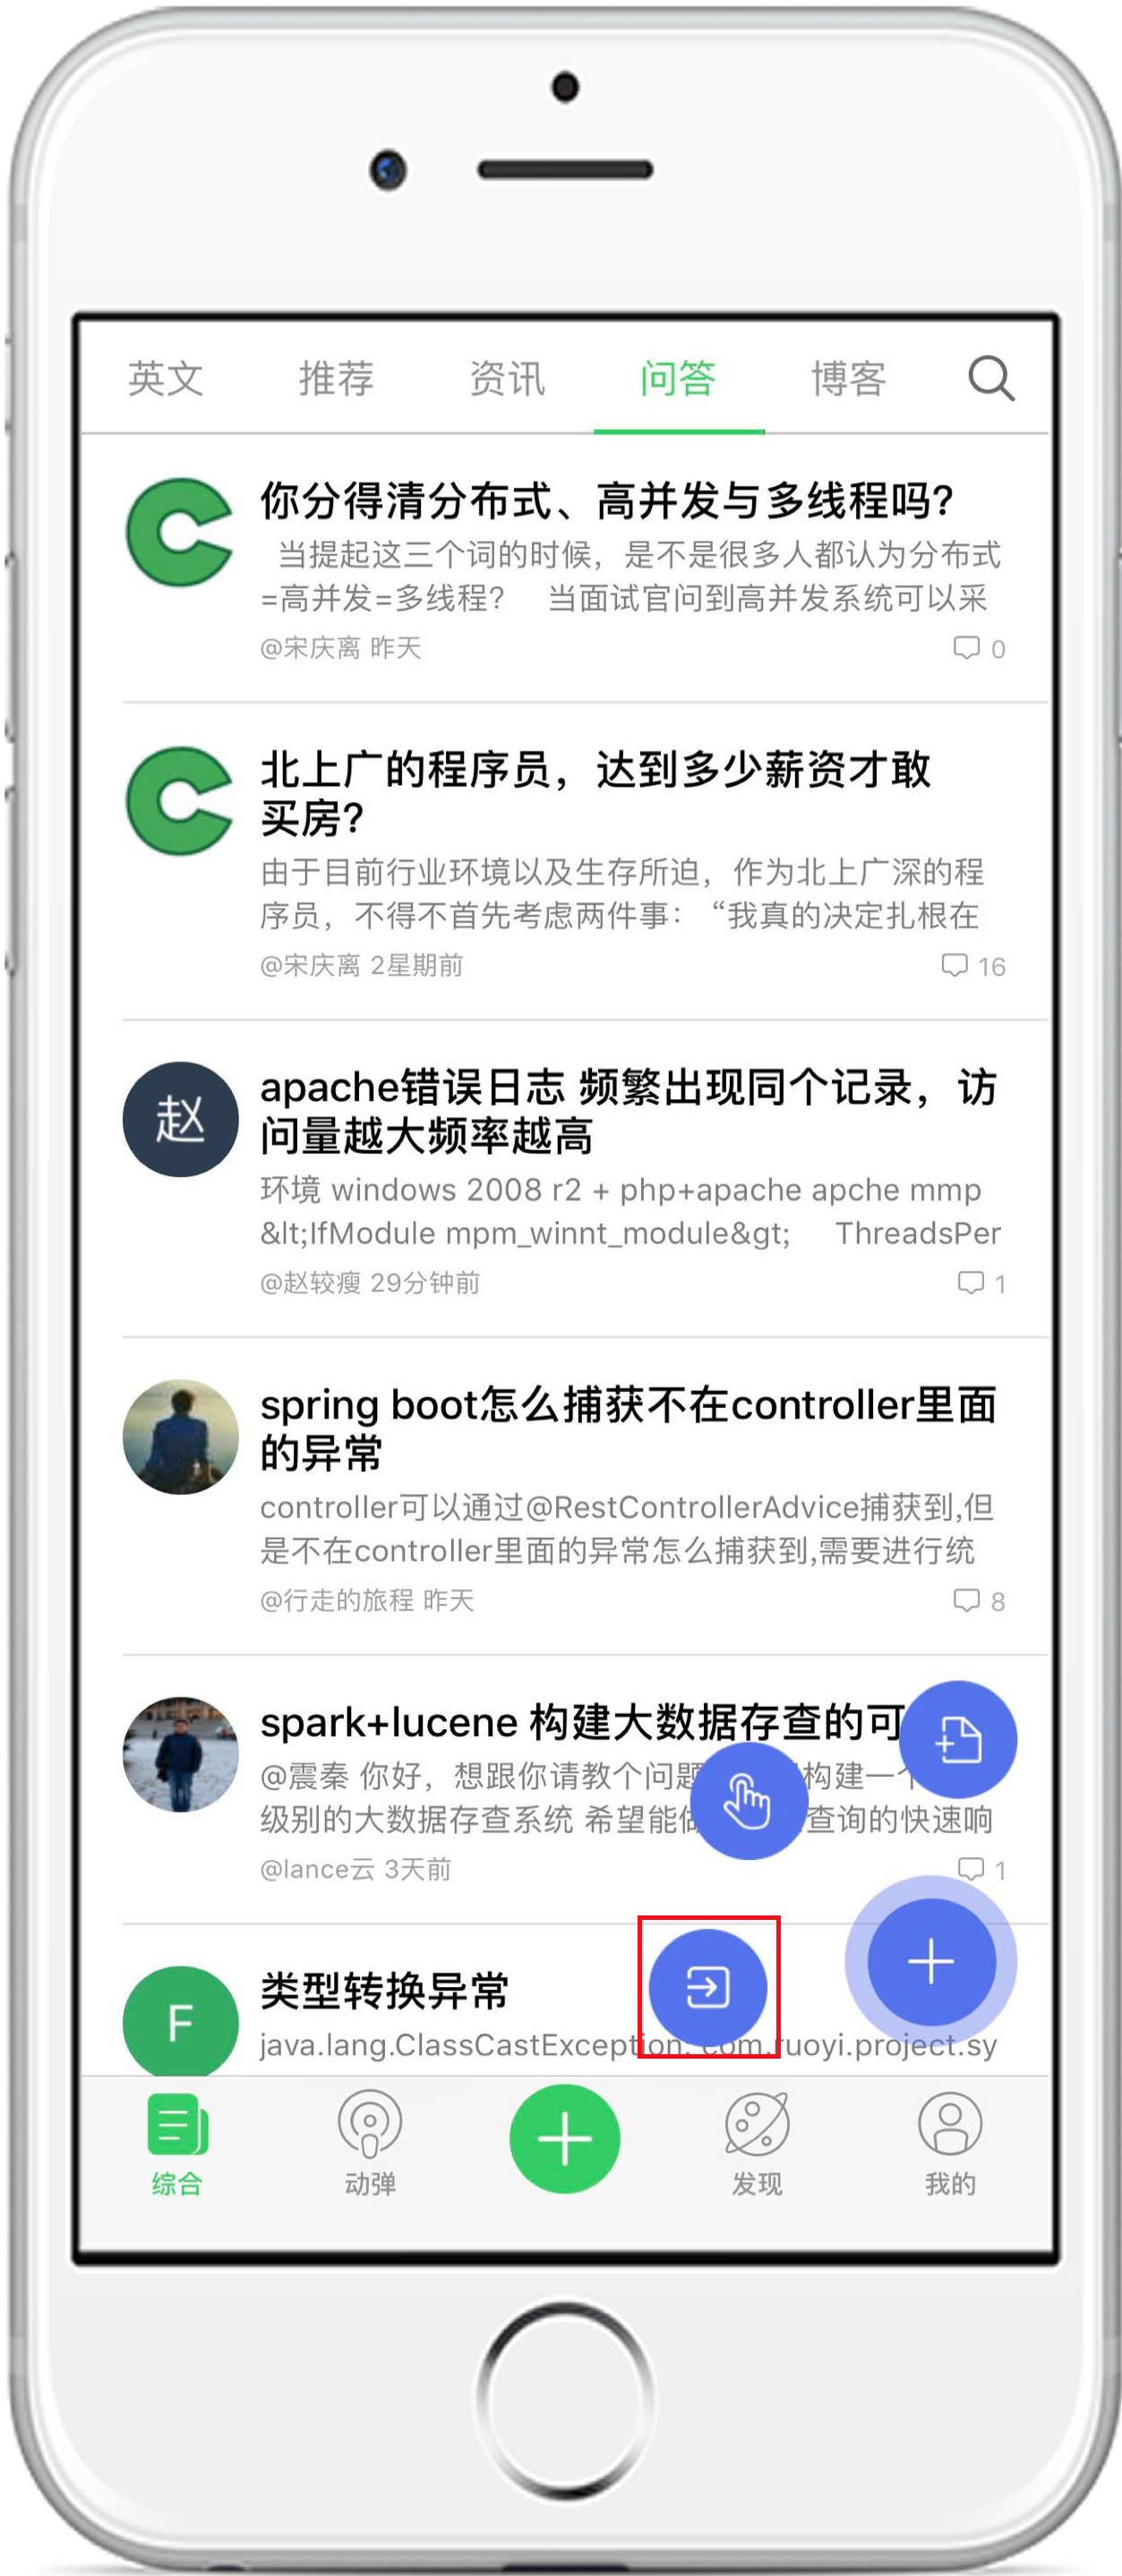 英文 推荐 资讯 问答 博客
你分得清分布式、高并发与多线程吗?
当提起这三个词的时候，是不是很多人都认为分布式
=高并发=多线程? 当面试官问到高并发系统可以采
@宋庆离 昨天 0
北上广的程序员，达到多少薪资才敢
买房?
由于目前行业环境以及生存所迫，作为北上广深的程
序员，不得不首先考虑两件事：“我真的决定扎根在
@宋庆离 2星期前 16
赵
apache错误日志 频繁出现同个记录，访
问量越大频率越高
环境 windows 2008 r2 + php+apache apche mmp
&lt;IfModule mpm_winnt_module&gt; ThreadsPer
@赵较瘦 29分钟前 1
spring boot怎么捕获不在controller里面
的异常
controller可以通过@RestControllerAdvice捕获到,但
是不在controller里面的异常怎么捕获到,需要进行统
@行走的旅程 昨天 8
spark+lucene 构建大数据存查的可
@震秦 你好，想跟你请教个问题 构建一个
级别的大数据存查系统 希望能 查询的快速响
@lance云 3天前 1
F
类型转换异常
java.lang.ClassCastException: com.ruoyi.project.sy
综合 动弹 发现 我的